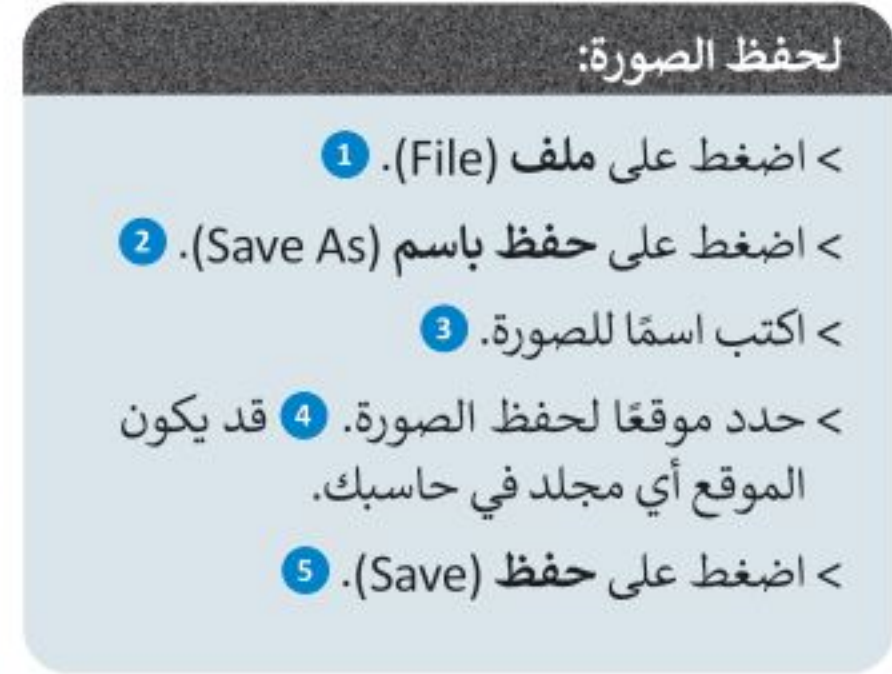 لحفظ الصورة:
> اضغط على ملف (File). 1
> اضغط على حفظ باسم (Save As). 2
> اكتب اسمًا للصورة. 3
> حدد موقعًا لحفظ الصورة. 4 قد يكون
الموقع أي مجلد في حاسبك.
> اضغط على حفظ (Save). 5